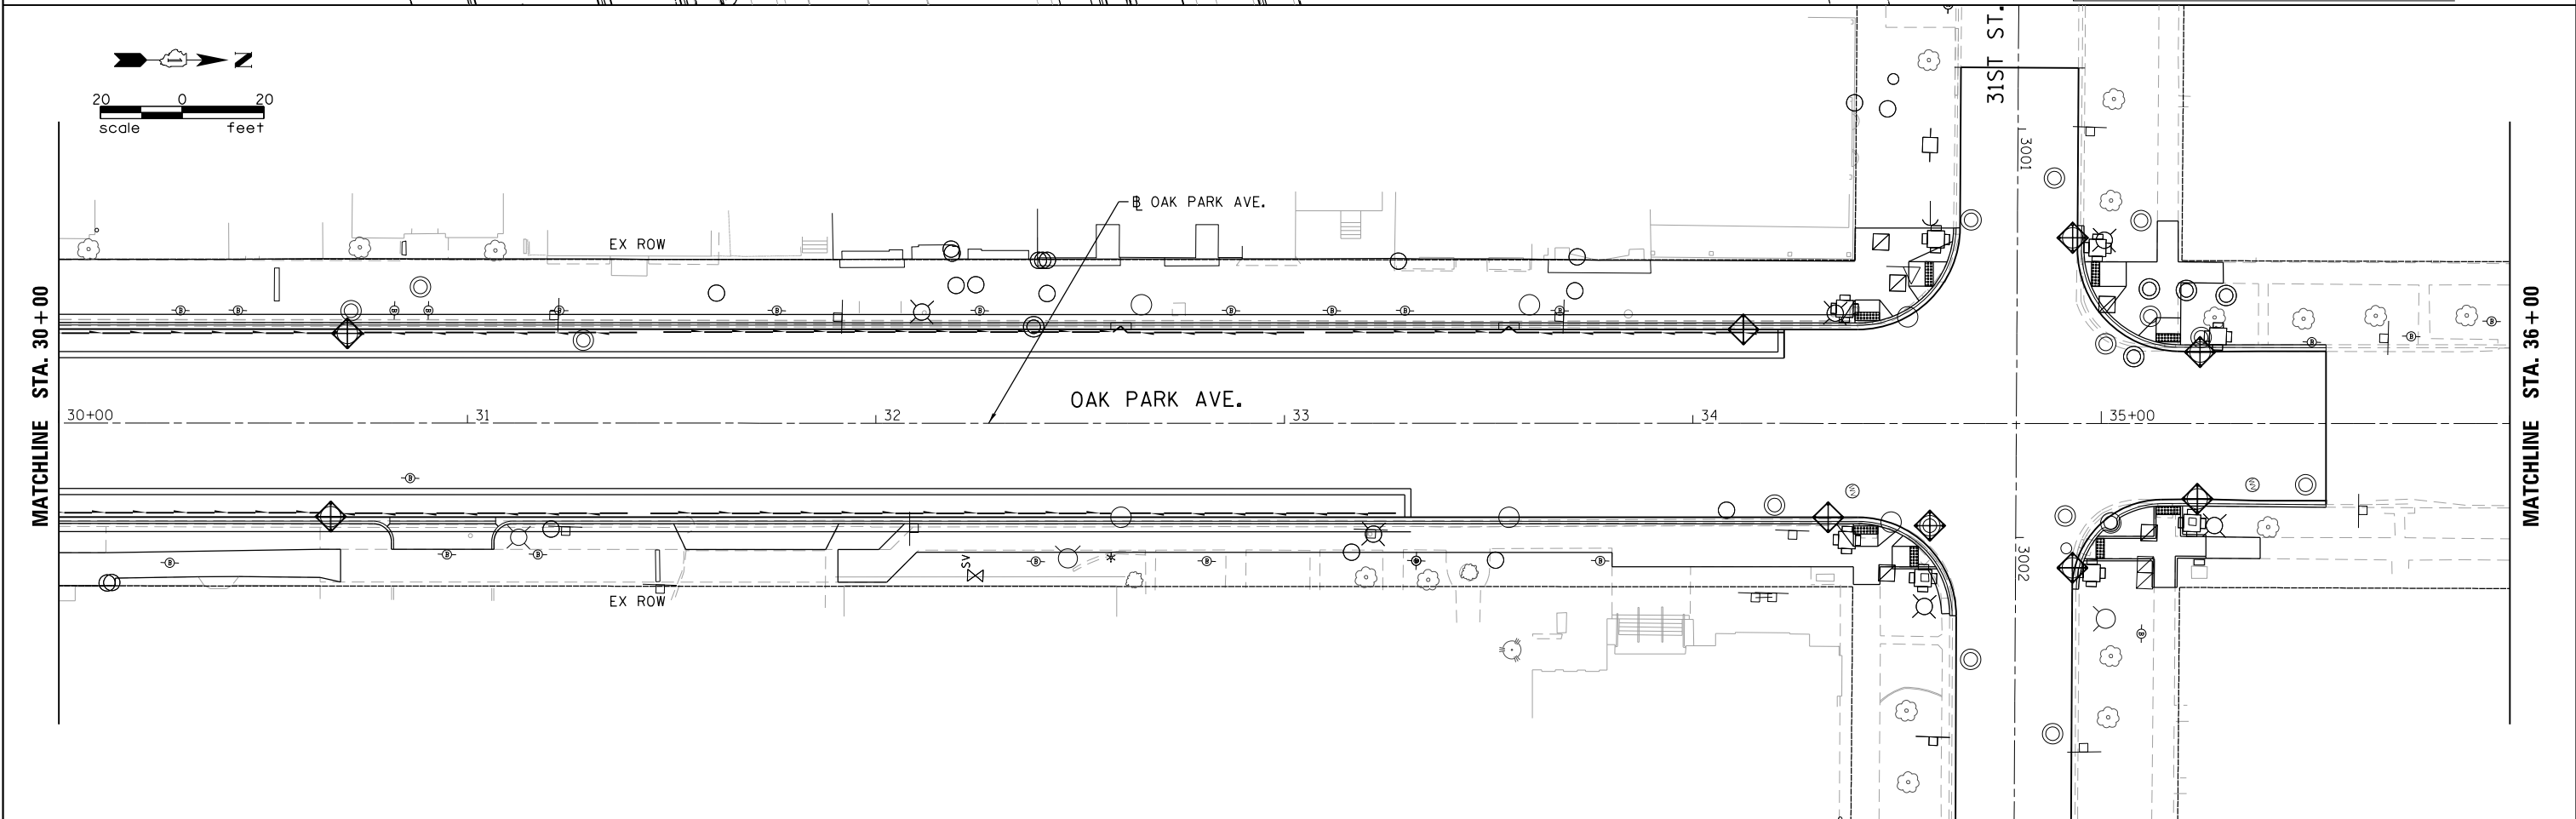 31ST ST.
N
20 0 20
scale feet
3001
℄ OAK PARK AVE.
EX ROW
MATCHLINE STA. 30+00
MATCHLINE STA. 36+00
OAK PARK AVE.
30+00 31 32 33 34 35+00
SV
3002
EX ROW